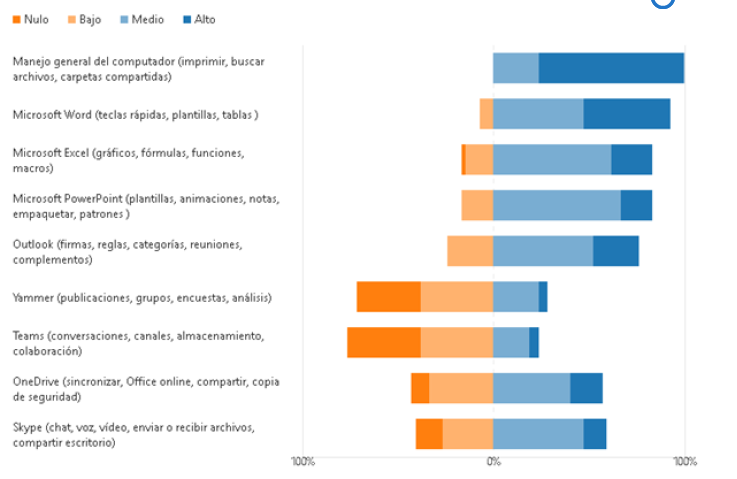 Nulo Bajo Medio Alto
Manejo general del computador (imprimir, buscar
archivos, carpetas compartidas)
Microsoft Word (teclas rápidas, plantillas, tablas )
Microsoft Excel (gráficos, fórmulas, funciones,
macros)
Microsoft PowerPoint (plantillas, animaciones, notas,
empaquetar, patrones )
Outlook (firmas, reglas, categorías, reuniones,
complementos)
Yammer (publicaciones, grupos, encuestas, análisis)
Teams (conversaciones, canales, almacenamiento,
colaboración)
OneDrive (sincronizar, Office online, compartir, copia
de seguridad)
Skype (chat, voz, vídeo, enviar o recibir archivos,
compartir escritorio)
100% 0% 100%